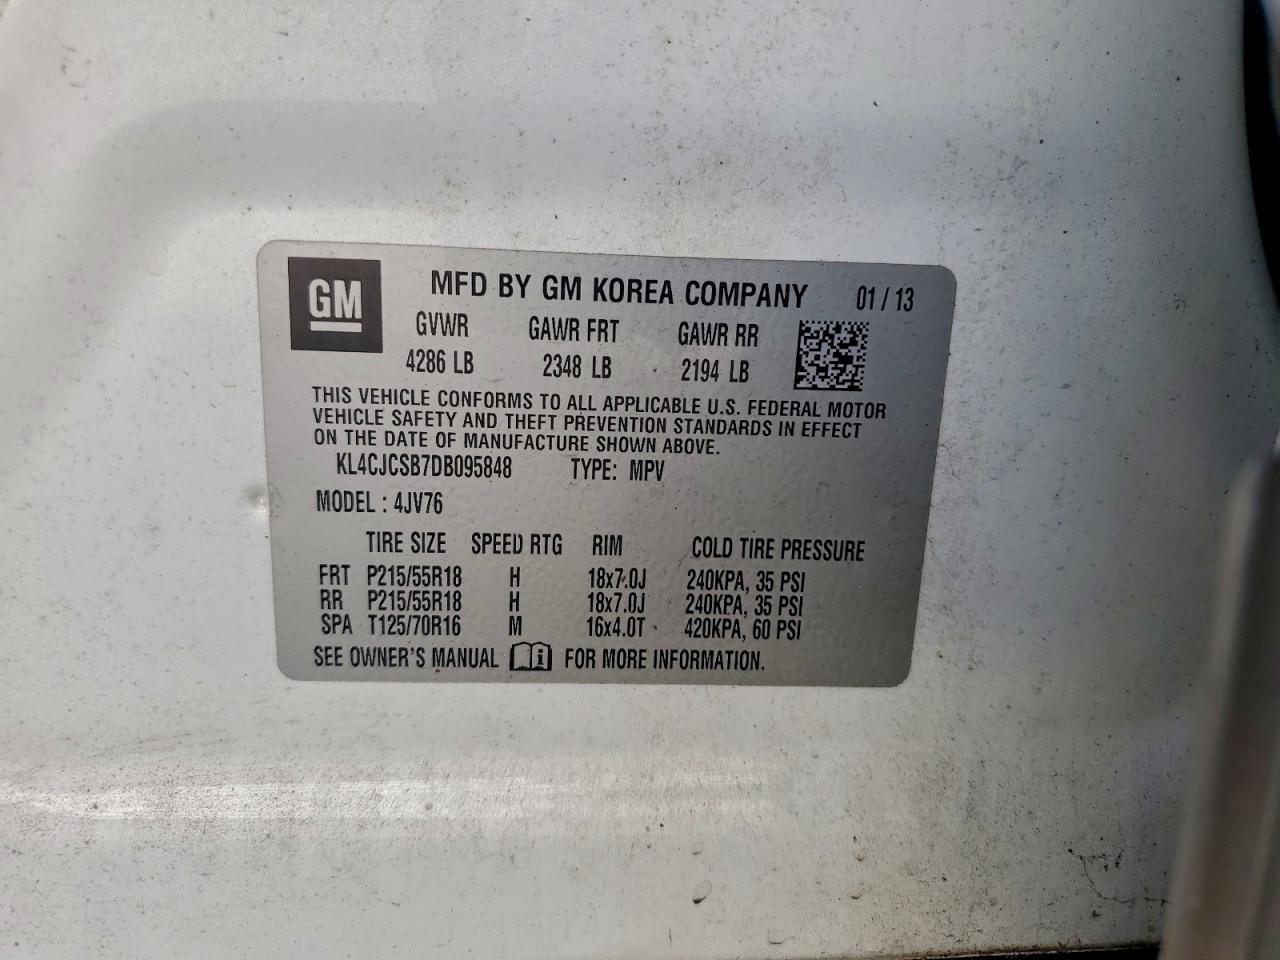 GM
MFD BY GM KOREA COMPANY 01 / 13
GVWR GAWR FRT GAWR RR
4286 LB 2348 LB 2194 LB
THIS VEHICLE CONFORMS TO ALL APPLICABLE U.S. FEDERAL MOTOR
VEHICLE SAFETY AND THEFT PREVENTION STANDARDS IN EFFECT
ON THE DATE OF MANUFACTURE SHOWN ABOVE.
KL4CJCSB7DB095848 TYPE: MPV
MODEL : 4JV76
TIRE SIZE SPEED RTG RIM COLD TIRE PRESSURE
FRT P215/55R18 H 18x7.0J 240KPA, 35 PSI
RR P215/55R18 H 18x7.0J 240KPA, 35 PSI
SPA T125/70R16 M 16x4.0T 420KPA, 60 PSI
SEE OWNER'S MANUAL i FOR MORE INFORMATION.